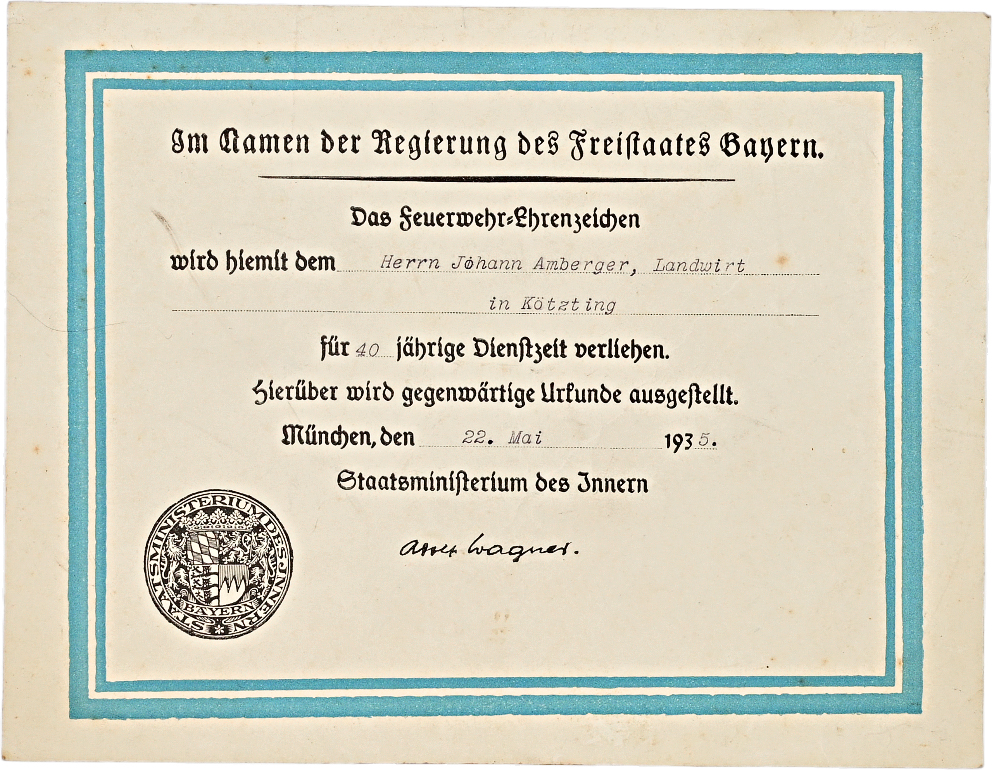 Im Namen der Regierung des Freistaates Bayern.
Das Feuerwehr-Ehrenzeichen
wird hiemit dem Herrn Johann Amberger, Landwirt
in Kötzting
für 40 jährige Dienstzeit verliehen.
Hierüber wird gegenwärtige Urkunde ausgestellt.
München, den 22. Mai 1935.
Staatsministerium des Innern
Adolf Wagner.
STAATSMINISTERIUM DES INNERN
BAYERN